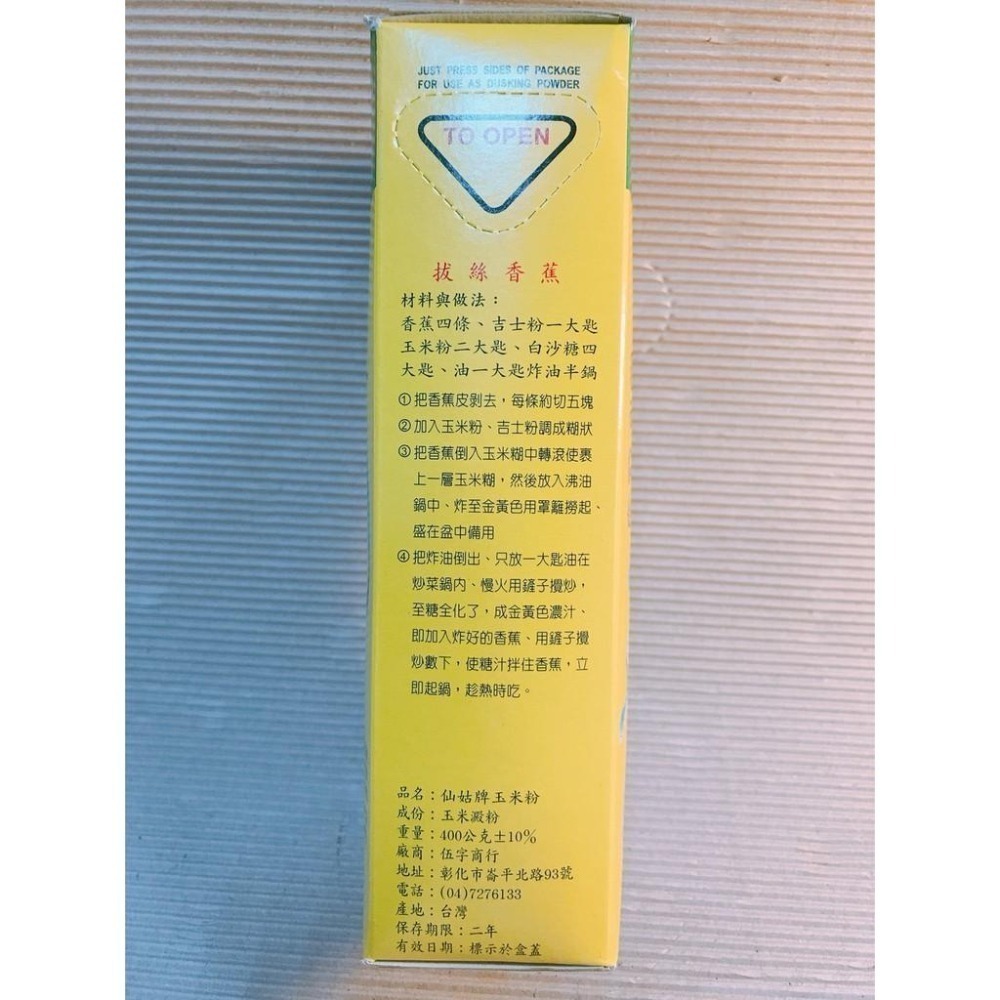 JUST PRESS SIDES OF PACKAGE
FOR USE AS DUSKING POWDER
TO OPEN
拔絲香蕉
材料與做法：
香蕉四條、吉士粉一大匙
玉米粉二大匙、白沙糖四
大匙、油一大匙炸油半鍋
①把香蕉皮剝去，每條約切五塊
②加入玉米粉、吉士粉調成糊狀
③把香蕉倒入玉米糊中轉滾使裹
上一層玉米糊，然後放入沸油
鍋中、炸至金黃色用罩籬撈起、
盛在盆中備用
④把炸油倒出、只放一大匙油在
炒菜鍋內、慢火用鏟子攪炒，
至糖全化了，成金黃色濃汁、
即加入炸好的香蕉、用鏟子攪
炒數下，使糖汁拌住香蕉，立
即起鍋，趁熱時吃。
品名：仙姑牌玉米粉
成份：玉米澱粉
重量：400公克±10%
廠商：伍字商行
地址：彰化市崙平北路93號
電話：(04)7276133
產地：台灣
保存期限：二年
有效日期：標示於盒蓋